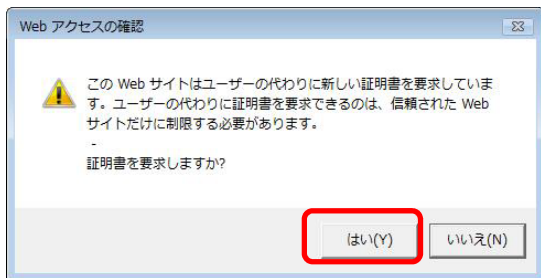 Web アクセスの確認
この Web サイトはユーザーの代わりに新しい証明書を要求していま
す。ユーザーの代わりに証明書を要求できるのは、信頼された Web
サイトだけに制限する必要があります。
-
証明書を要求しますか?
はい(Y)
いいえ(N)